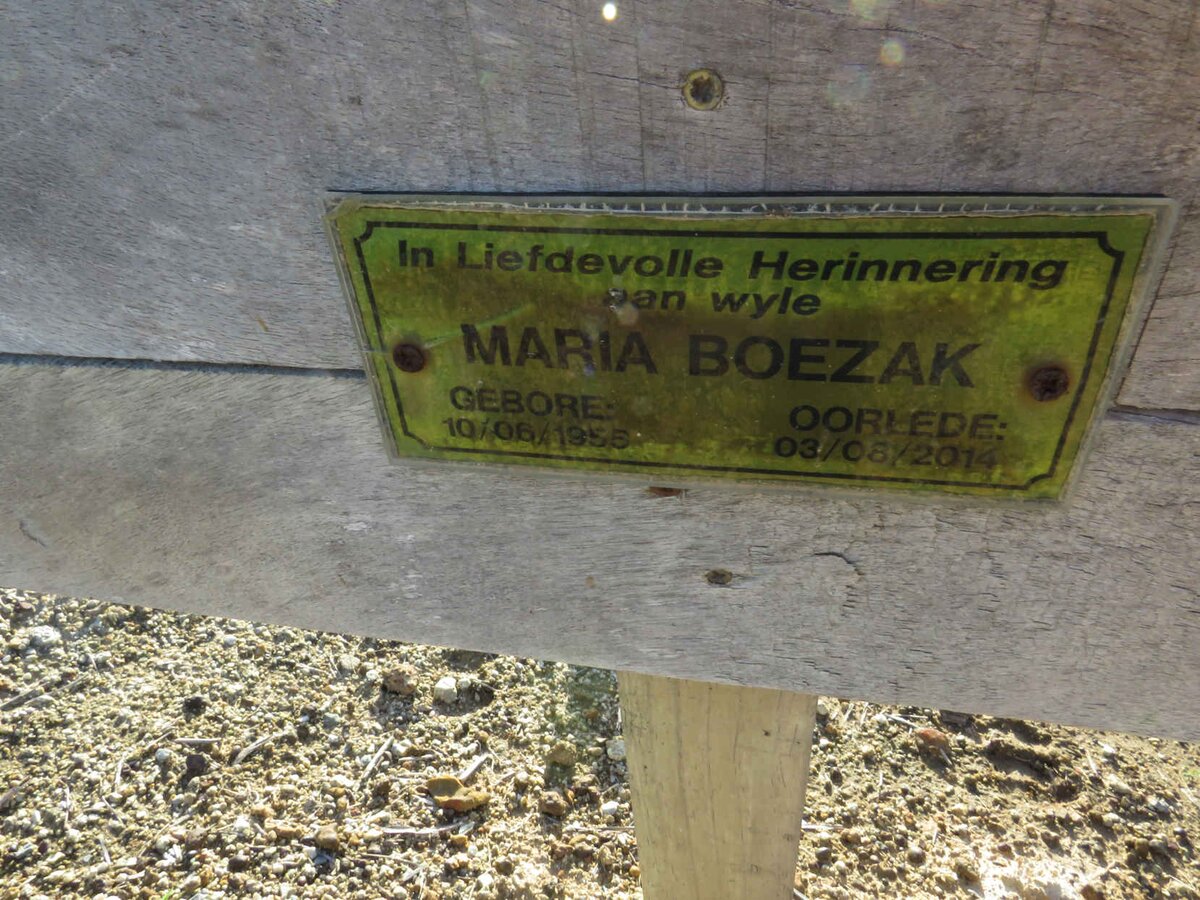 In Liefdevolle Herinnering
aan wyle
MARIA BOEZAK
GEBORE: OORLEDE:
10/06/1955 03/08/2014